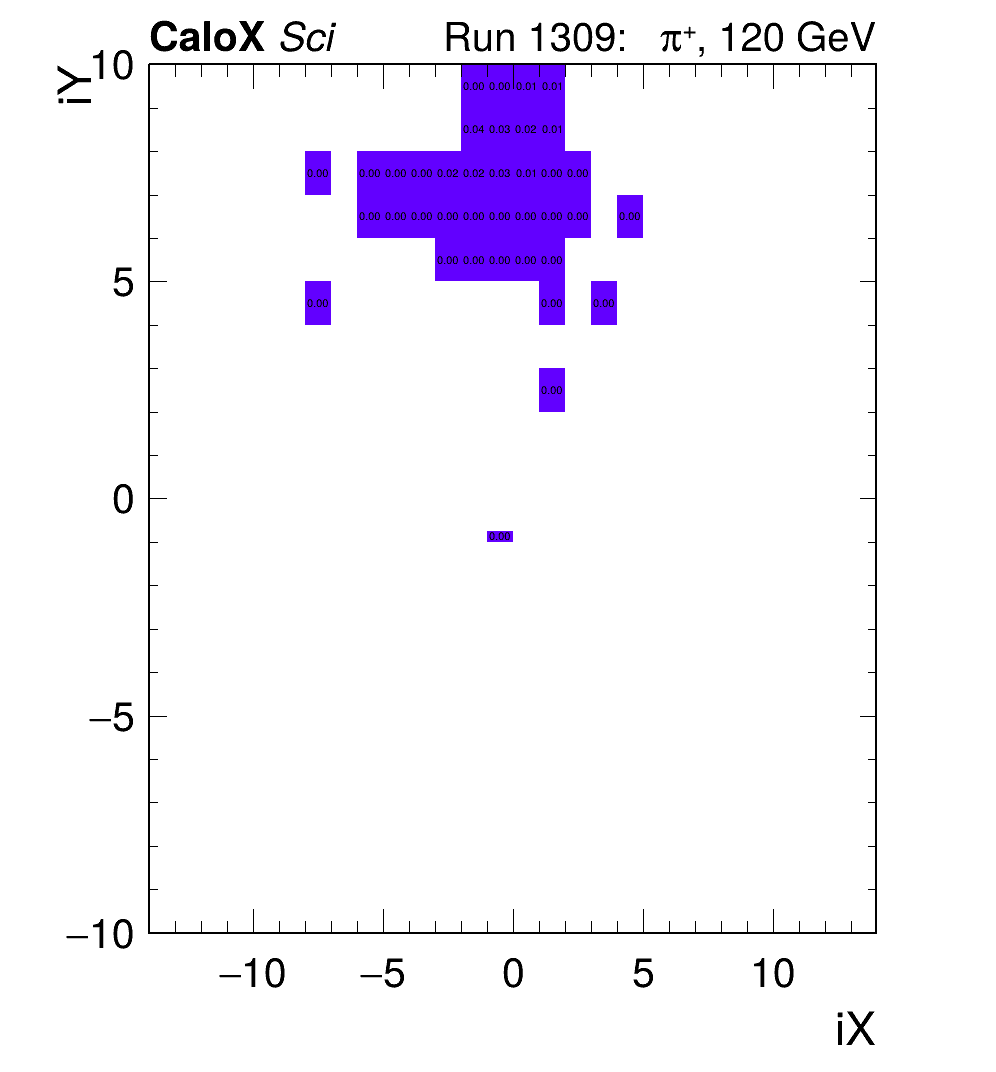 CaloX Sci Run 1309: π+, 120 GeV
iY
10
0.00 0.00 0.01 0.01
0.04 0.03 0.02 0.01
0.00 0.00 0.00 0.00 0.02 0.02 0.03 0.01 0.00 0.00
0.00 0.00 0.00 0.00 0.00 0.00 0.00 0.00 0.00 0.00
0.00 0.00 0.00 0.00 0.00
5
0.00 0.00 0.00
0.00
0
0.00
−5
−10
−10 −5 0 5 10
iX